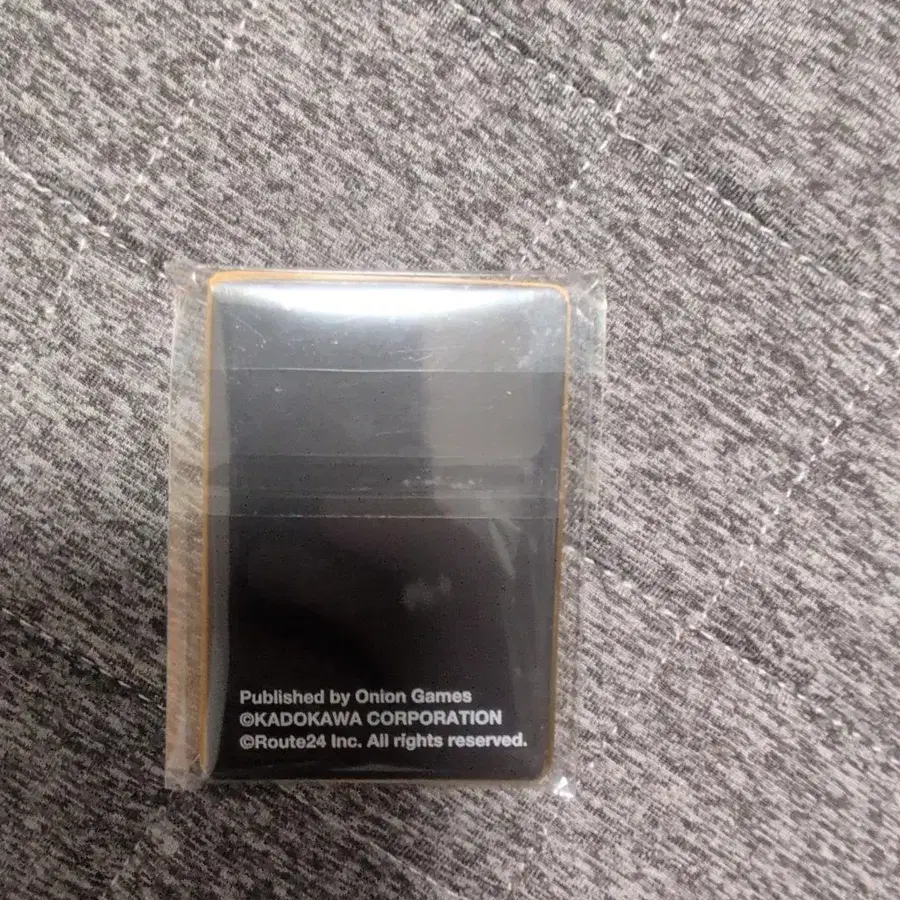 Published by Onion Games
©KADOKAWA CORPORATION
©Route24 Inc. All rights reserved.